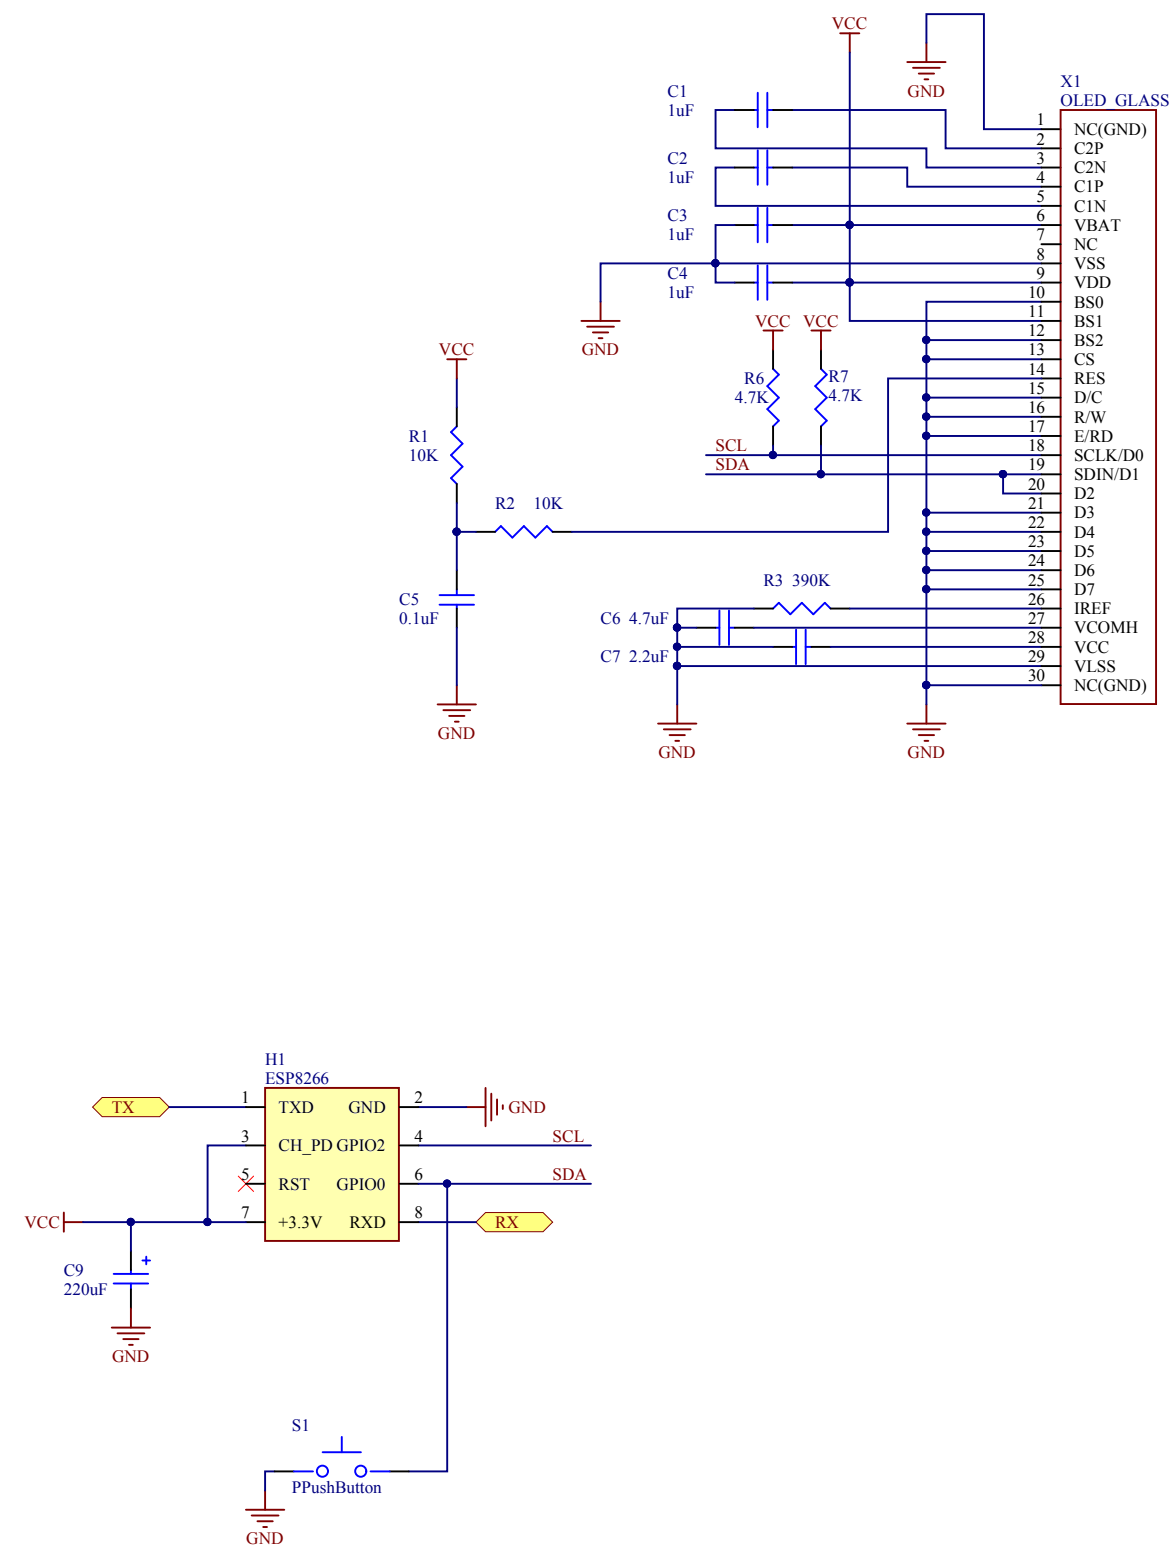 VCC
GND
X1
OLED GLASS
C1
1uF
C2
1uF
C3
1uF
C4
1uF
GND
1 NC(GND)
2 C2P
3 C2N
4 C1P
5 C1N
6 VBAT
7 NC
8 VSS
9 VDD
10 BS0
11 BS1
12 BS2
13 CS
14 RES
15 D/C
16 R/W
17 E/RD
18 SCLK/D0
19 SDIN/D1
20 D2
21 D3
22 D4
23 D5
24 D6
25 D7
26 IREF
27 VCOMH
28 VCC
29 VLSS
30 NC(GND)
VCC VCC
R6
4.7K
R7
4.7K
SCL
SDA
VCC
R1
10K
R2 10K
C5
0.1uF
GND
R3 390K
C6 4.7uF
C7 2.2uF
GND
GND
H1
ESP8266
TX
1 TXD GND 2
GND
3 CH_PD GPIO2 4
SCL
5 RST GPIO0 6
SDA
VCC
7 +3.3V RXD 8
RX
C9
220uF
+
GND
S1
PPushButton
GND